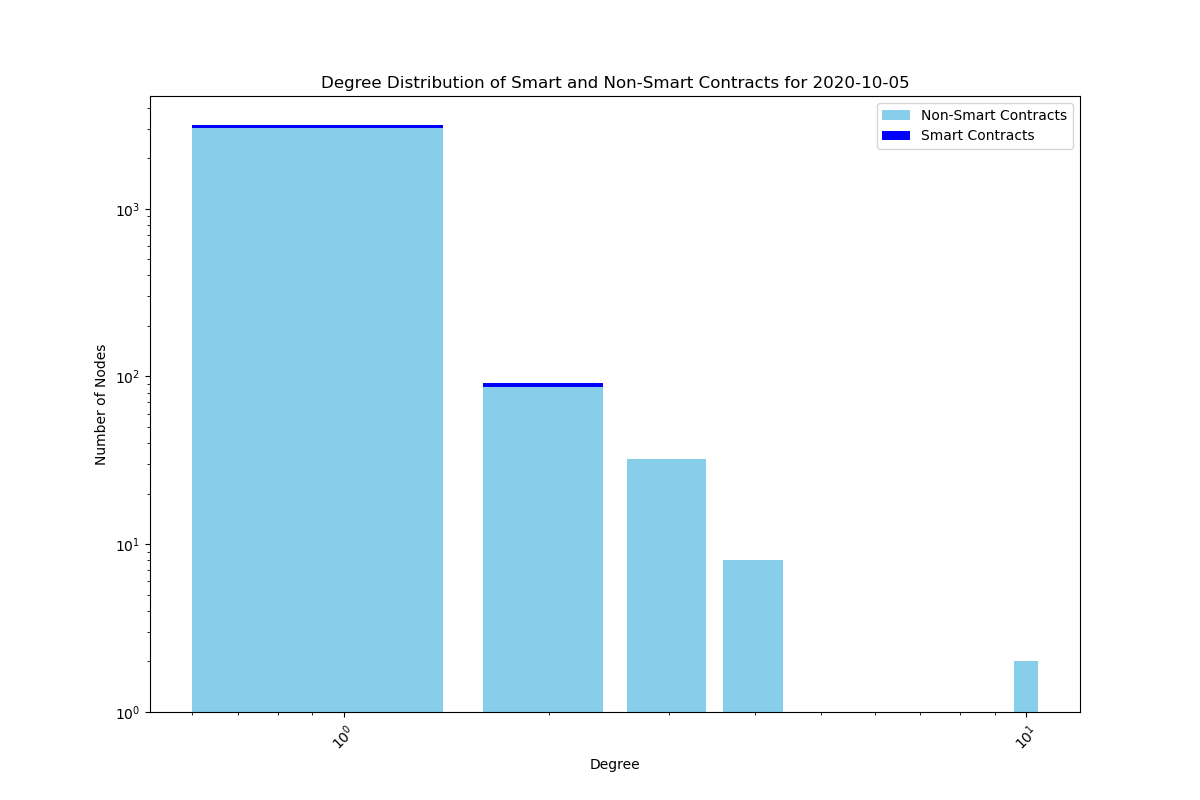 Degree Distribution of Smart and Non-Smart Contracts for 2020-10-05
Non-Smart Contracts
Smart Contracts
Number of Nodes
10³
10²
10¹
10⁰
10⁰
10¹
Degree